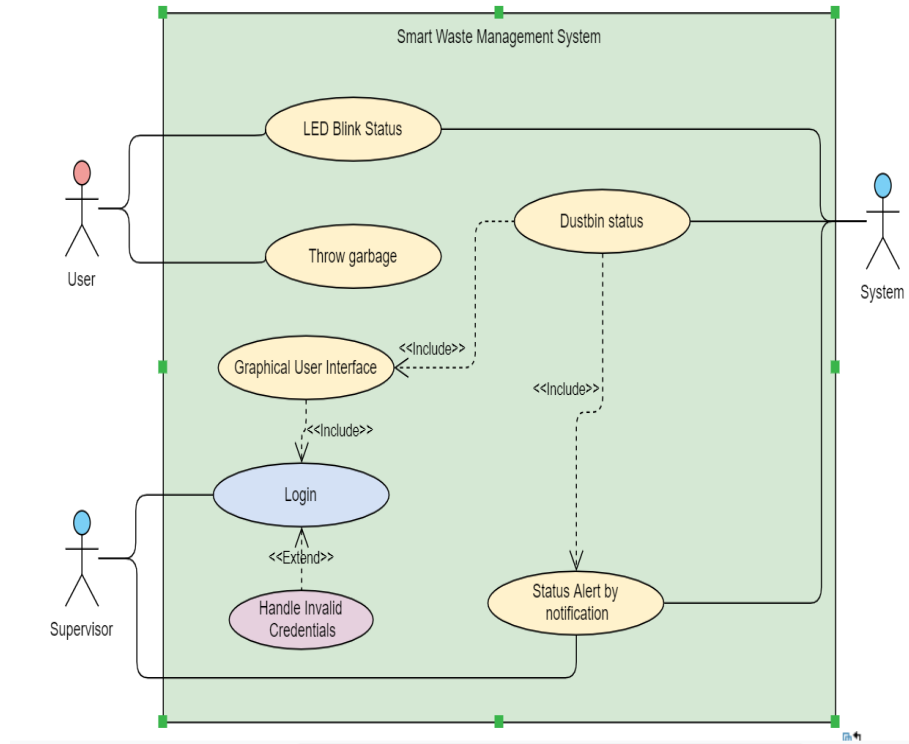 Smart Waste Management System
LED Blink Status
Dustbin status
User
Throw garbage
System
<<Include>>
Graphical User Interface
<<Include>>
<<Include>>
Login
<<Extend>>
Supervisor
Handle Invalid
Credentials
Status Alert by
notification